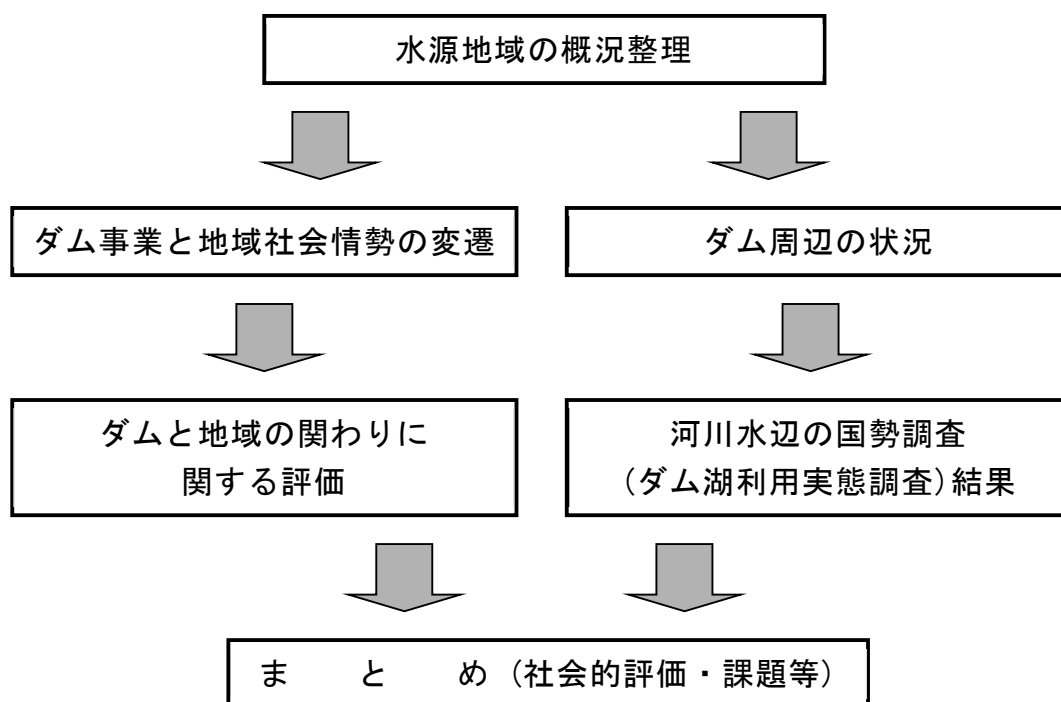 水源地域の概況整理
ダム事業と地域社会情勢の変遷
ダム周辺の状況
ダムと地域の関わりに
関する評価
河川水辺の国勢調査
(ダム湖利用実態調査)結果
ま　と　め（社会的評価・課題等）